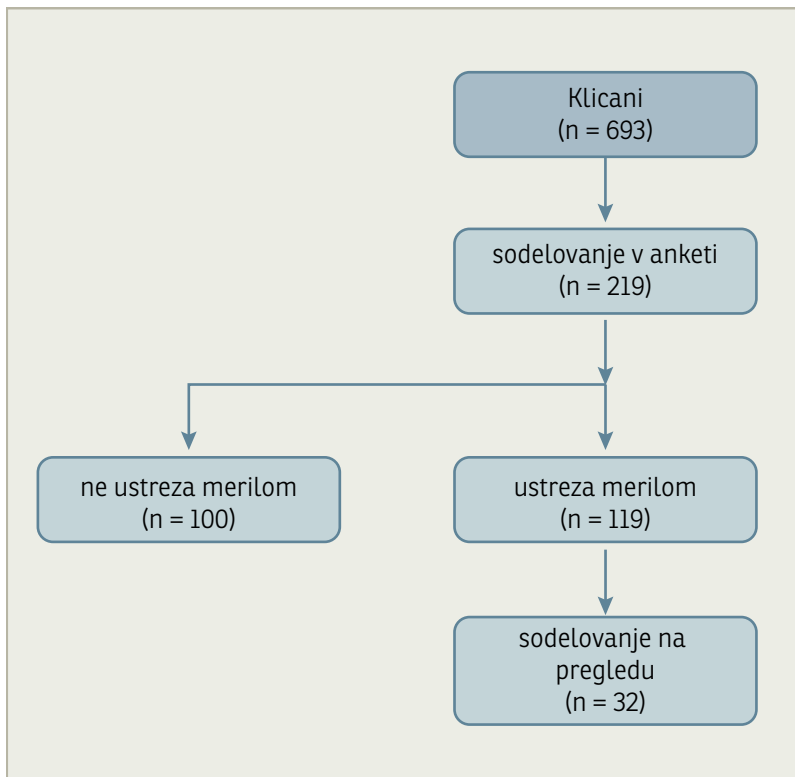 Klicani
(n = 693)
sodelovanje v anketi
(n = 219)
ne ustreza merilom
(n = 100)
ustreza merilom
(n = 119)
sodelovanje na
pregledu
(n = 32)